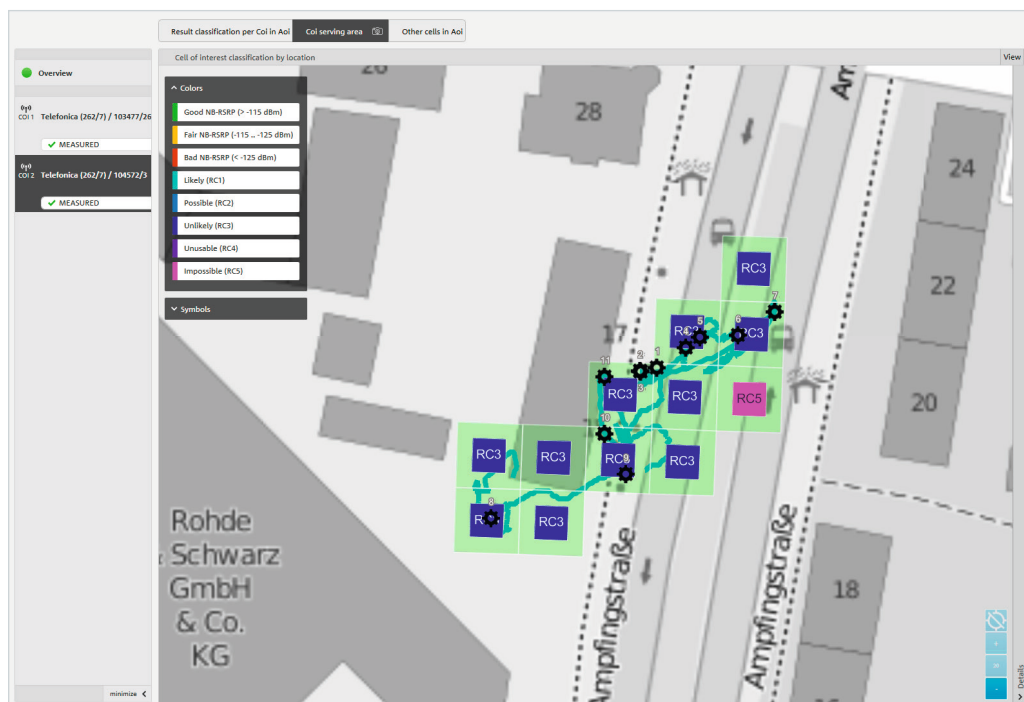 Result classification per Coi in Aoi
Coi serving area
Other cells in Aoi
Cell of interest classification by location
View
Overview
COI 1
Telefonica (262/7) / 103477/26
MEASURED
COI 2
Telefonica (262/7) / 104572/3
MEASURED
Colors
Good NB-RSRP (> -115 dBm)
Fair NB-RSRP (-115 .. -125 dBm)
Bad NB-RSRP (< -125 dBm)
Likely (RC1)
Possible (RC2)
Unlikely (RC3)
Unusable (RC4)
Impossible (RC5)
Symbols
26
28
24
22
20
18
17
Am
RC3
7
RC3
5
6
RC3
11
2
1
3
RC3
RC3
RC5
10
RC3
RC3
RC3
9
RC3
8
RC3
Rohde
Schwarz
GmbH
& Co.
KG
Ampfingstraße
Ampfingstraße
minimize
Details